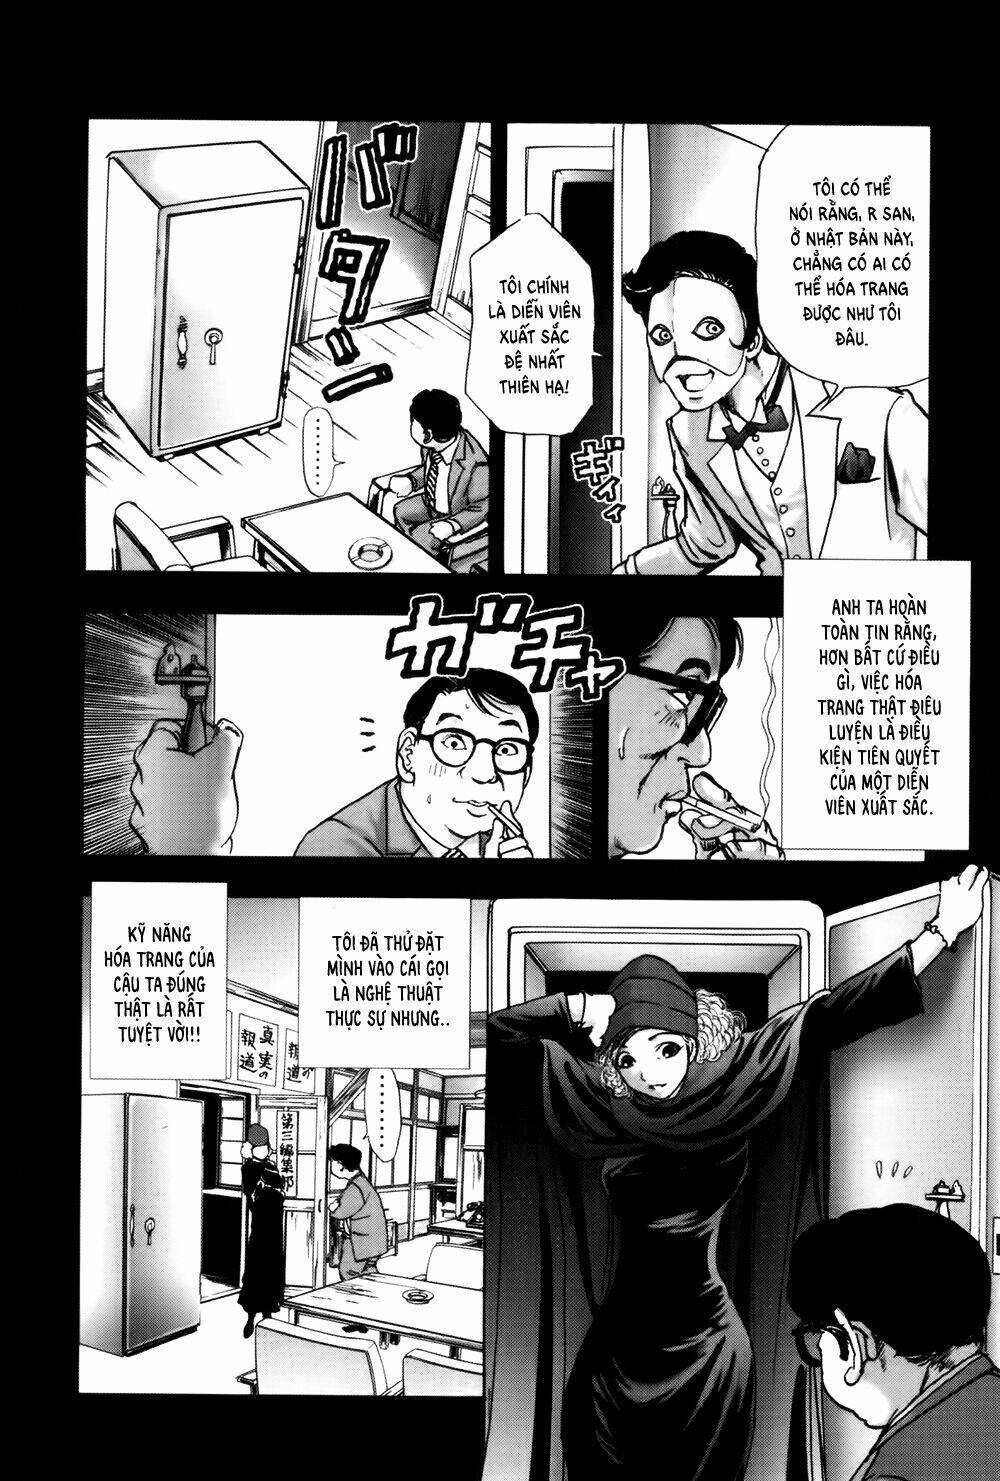 TÔI CÓ THỂ
NÓI RẰNG, R SAN,
Ở NHẬT BẢN NÀY,
CHẲNG CÓ AI CÓ
THỂ HÓA TRANG
ĐƯỢC NHƯ TÔI
ĐÂU.
TÔI CHÍNH
LÀ DIỄN VIÊN
XUẤT SẮC
ĐỆ NHẤT
THIÊN HẠ!
ギィィ
バタン
・・・・・・
ANH TA HOÀN
TOÀN TIN RẰNG,
HƠN BẤT CỨ ĐIỀU
GÌ, VIỆC HÓA
TRANG THẬT ĐIÊU
LUYỆN LÀ ĐIỀU
KIỆN TIÊN QUYẾT
CỦA MỘT DIỄN
VIÊN XUẤT SẮC.
ガチャ
!!
TÔI ĐÃ THỬ ĐẶT
MÌNH VÀO CÁI GỌI
LÀ NGHỆ THUẬT
THỰC SỰ NHƯNG..
KỸ NĂNG
HÓA TRANG CỦA
CẬU TA ĐÚNG
THẬT LÀ RẤT
TUYỆT VỜI!!
・・・・・・
真実の
報道
報道
第三編集部